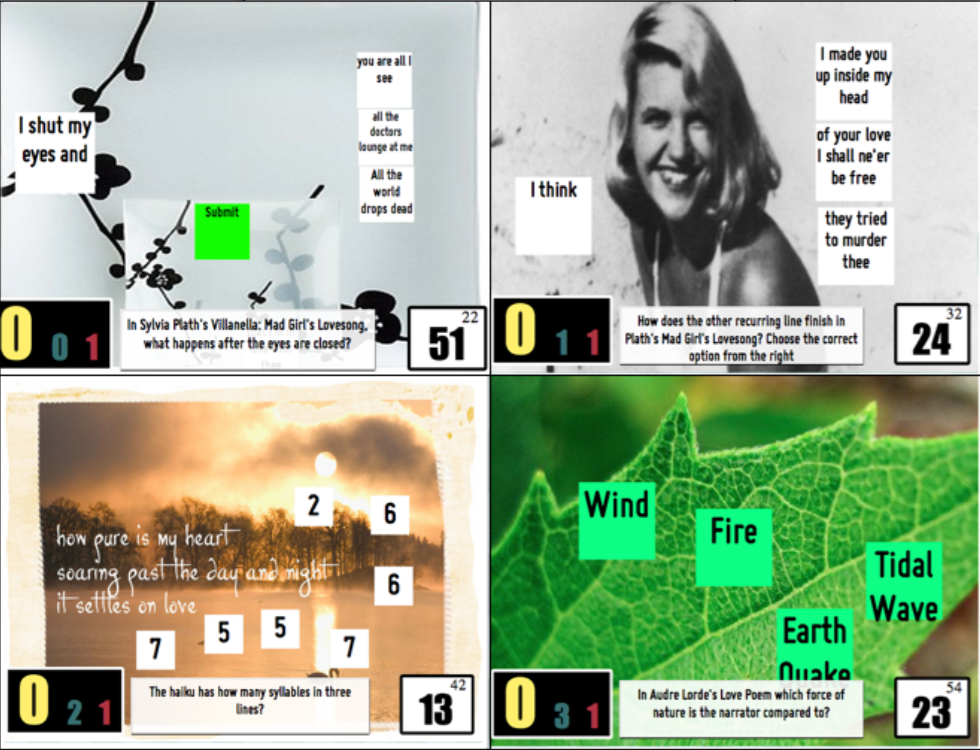 I shut my
eyes and
you are all I
see
all the
doctors
lounge at me
All the
world
drops dead
Submit
0 0 1
In Sylvia Plath's Villanella: Mad Girl's Lovesong,
what happens after the eyes are closed?
22
51
I think
I made you
up inside my
head
of your love
I shall ne'er
be free
they tried
to murder
thee
0 1 1
How does the other recurring line finish in
Plath's Mad Girl's Lovesong? Choose the correct
option from the right
32
24
how pure is my heart
soaring past the day and night
it settles on love
2
6
6
5
5
7
7
0 2 1
The haiku has how many syllables in three
lines?
42
13
Wind
Fire
Tidal
Wave
Earth
Quake
0 3 1
In Audre Lorde's Love Poem which force of
nature is the narrator compared to?
54
23